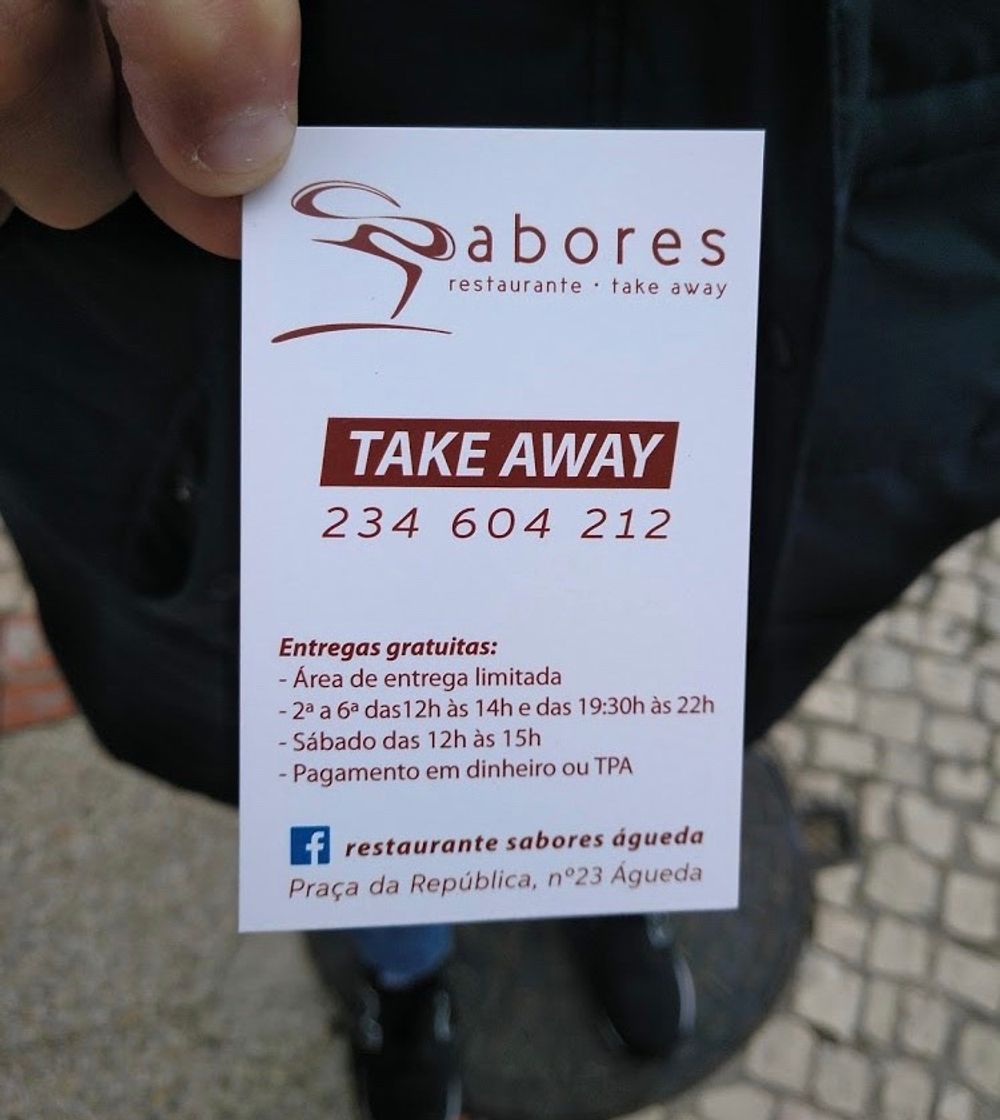 Sabores
restaurante · take away
TAKE AWAY
234 604 212
Entregas gratuitas:
- Área de entrega limitada
- 2ª a 6ª das12h às 14h e das 19:30h às 22h
- Sábado das 12h às 15h
- Pagamento em dinheiro ou TPA
f restaurante sabores águeda
Praça da República, nº23 Águeda